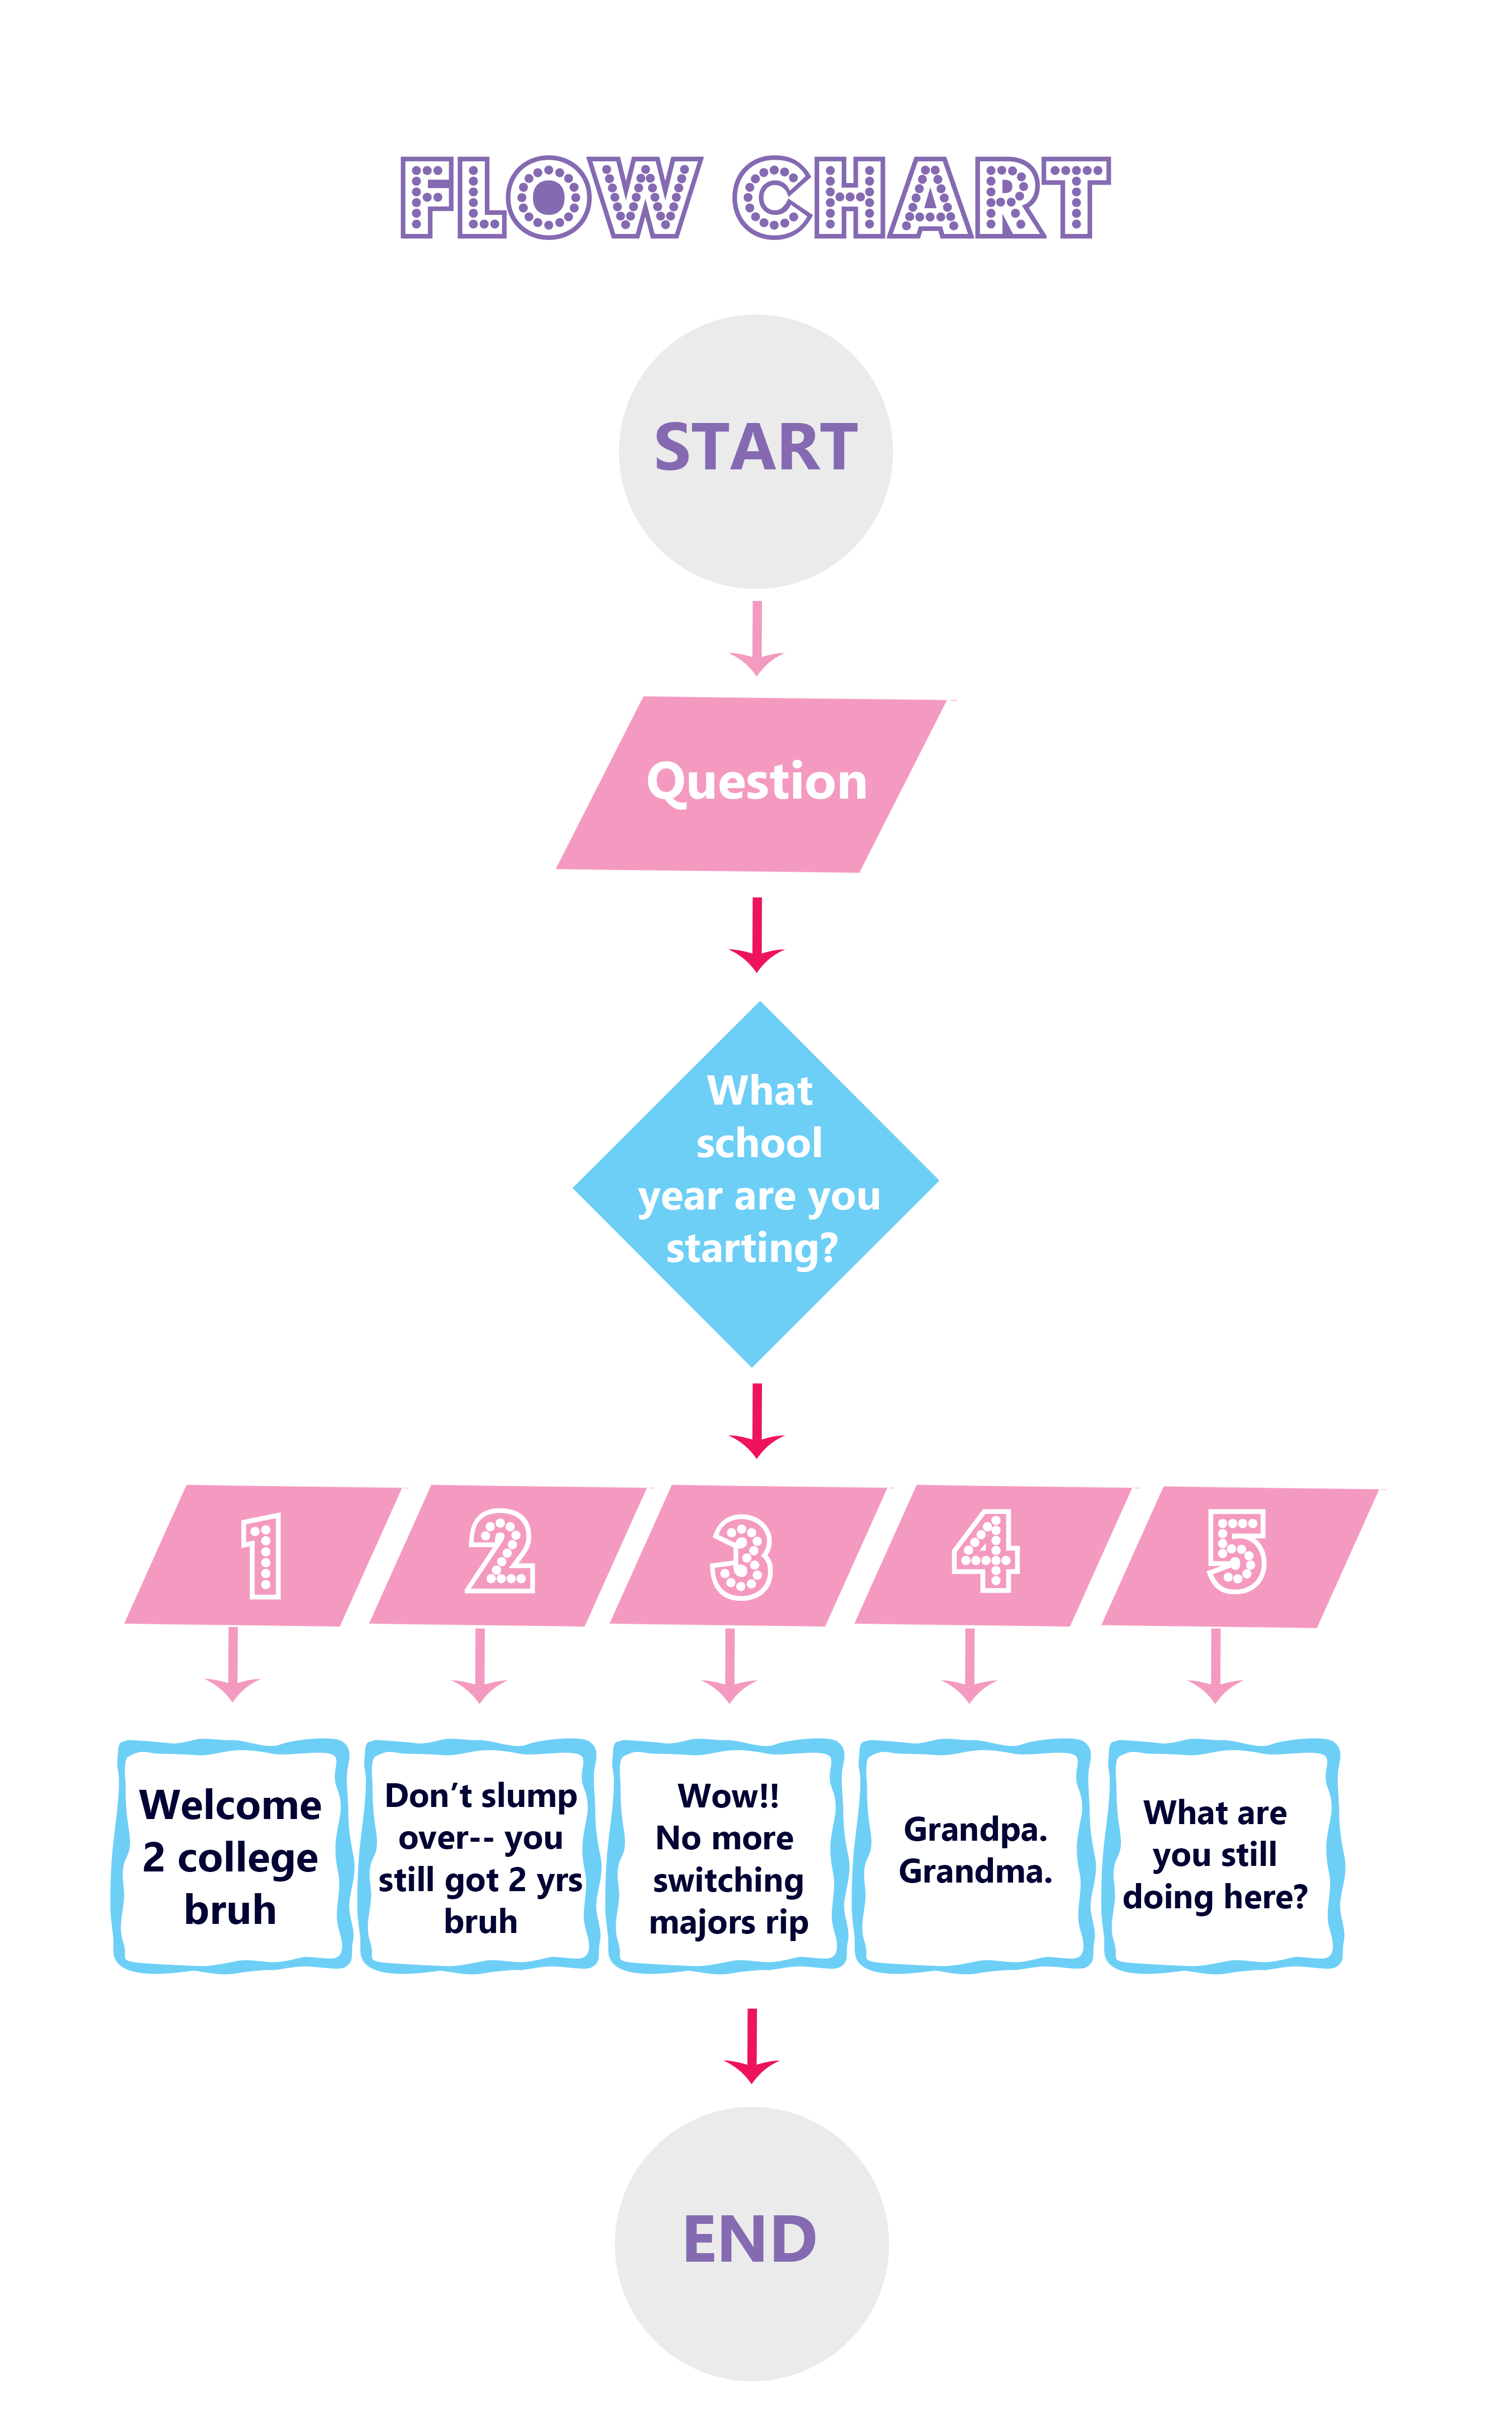 FLOW CHART
START
Question
What
school
year are you
starting?
1
2
3
4
5
Welcome
2 college
bruh
Don’t slump
over-- you
still got 2 yrs
bruh
Wow!!
No more
switching
majors rip
Grandpa.
Grandma.
What are
you still
doing here?
END